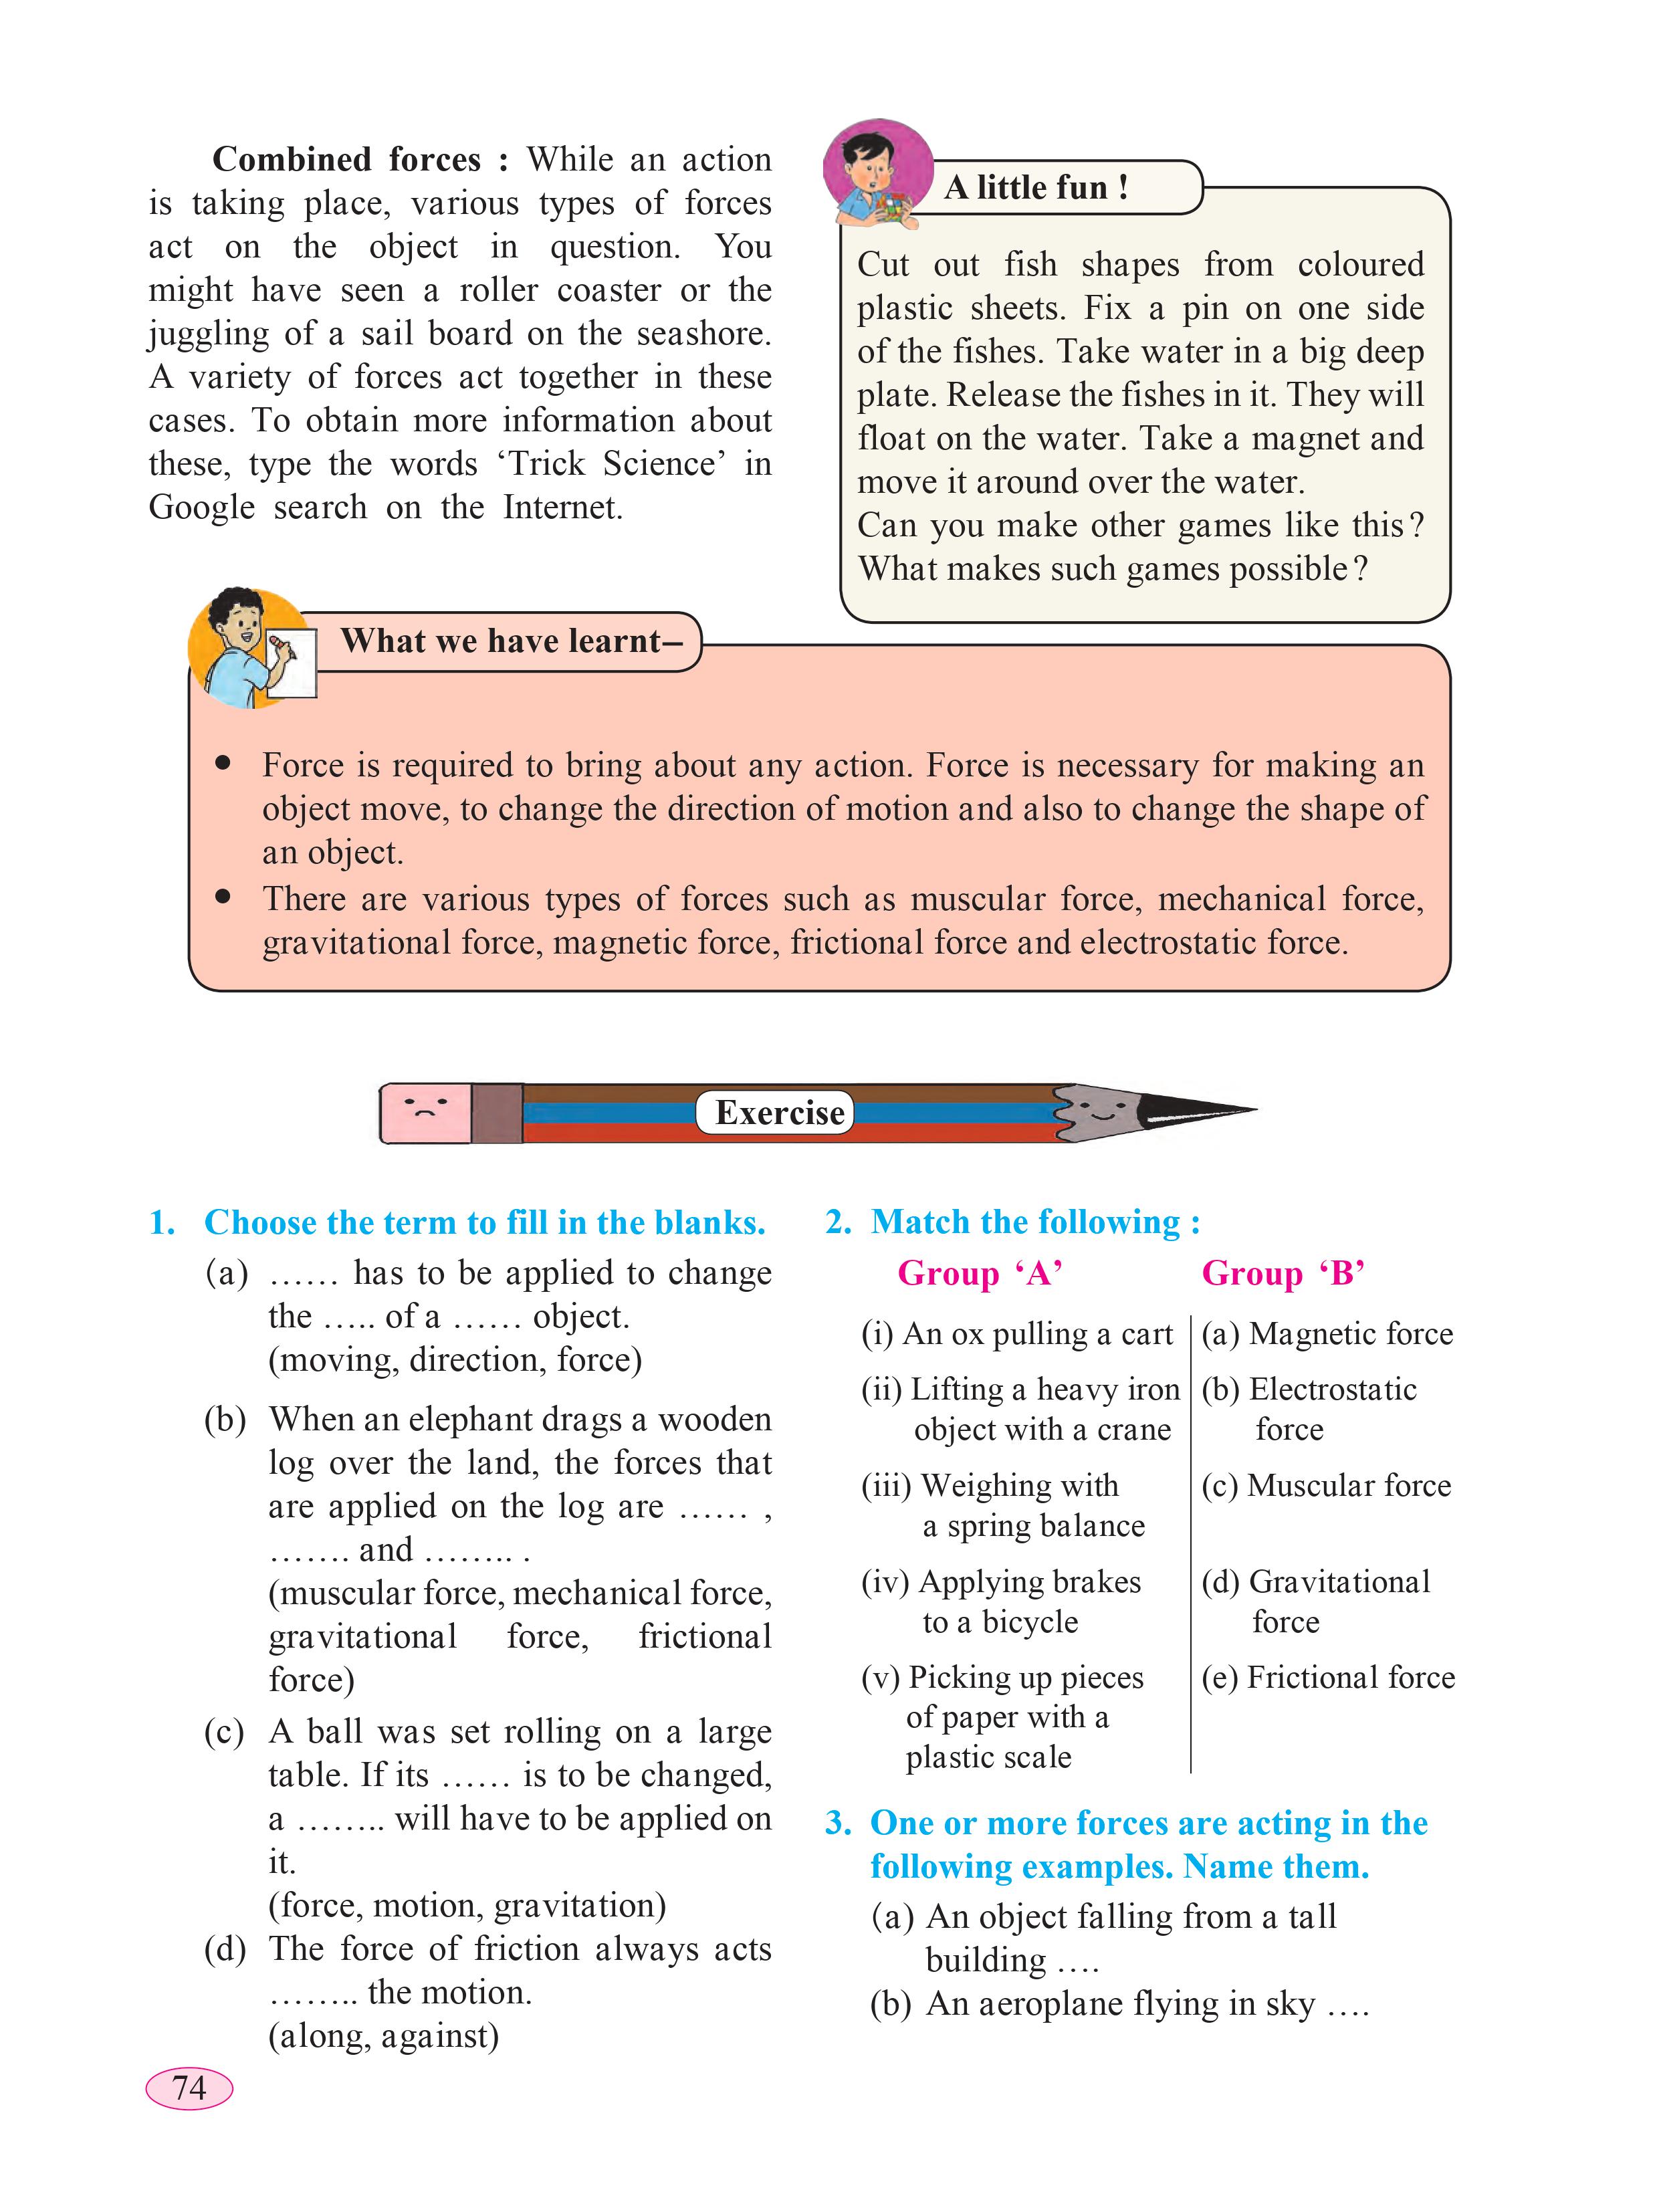 Combined forces : While an action
is taking place, various types of forces
act on the object in question. You
might have seen a roller coaster or the
juggling of a sail board on the seashore.
A variety of forces act together in these
cases. To obtain more information about
these, type the words ‘Trick Science’ in
Google search on the Internet.
A little fun !
Cut out fish shapes from coloured
plastic sheets. Fix a pin on one side
of the fishes. Take water in a big deep
plate. Release the fishes in it. They will
float on the water. Take a magnet and
move it around over the water.
Can you make other games like this?
What makes such games possible?
What we have learnt–
• Force is required to bring about any action. Force is necessary for making an
object move, to change the direction of motion and also to change the shape of
an object.
• There are various types of forces such as muscular force, mechanical force,
gravitational force, magnetic force, frictional force and electrostatic force.
Exercise
1. Choose the term to fill in the blanks.
(a) …… has to be applied to change
the ….. of a …… object.
(moving, direction, force)
(b) When an elephant drags a wooden
log over the land, the forces that
are applied on the log are …… ,
……. and …….. .
(muscular force, mechanical force,
gravitational force, frictional
force)
(c) A ball was set rolling on a large
table. If its …… is to be changed,
a …….. will have to be applied on
it.
(force, motion, gravitation)
(d) The force of friction always acts
…….. the motion.
(along, against)
2. Match the following :
Group ‘A’ Group ‘B’
(i) An ox pulling a cart (a) Magnetic force
(ii) Lifting a heavy iron (b) Electrostatic
object with a crane force
(iii) Weighing with (c) Muscular force
a spring balance
(iv) Applying brakes (d) Gravitational
to a bicycle force
(v) Picking up pieces (e) Frictional force
of paper with a
plastic scale
3. One or more forces are acting in the
following examples. Name them.
(a) An object falling from a tall
building ….
(b) An aeroplane flying in sky ….
74